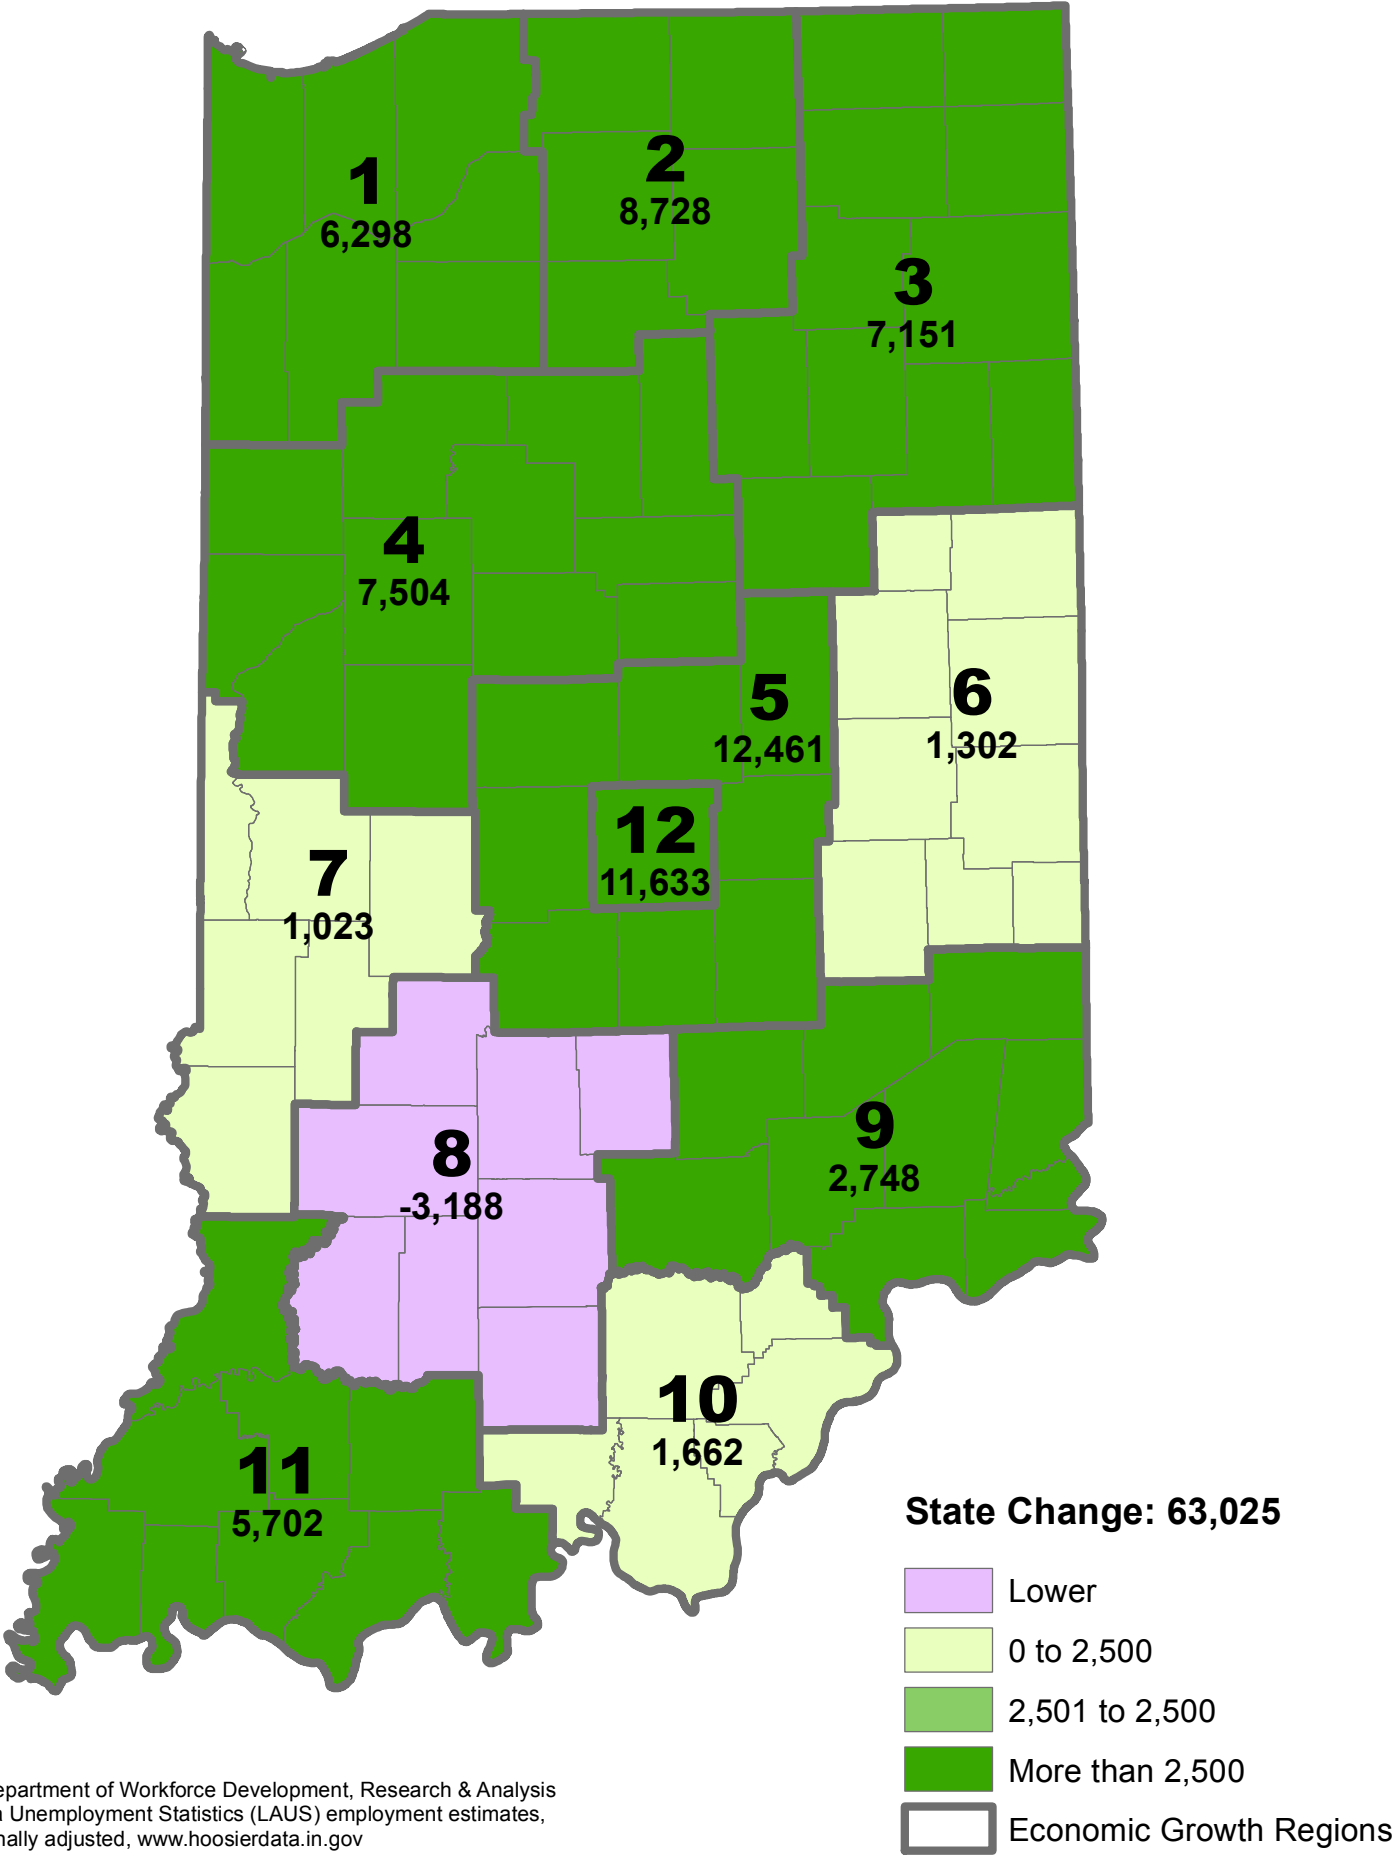 1
6,298
2
8,728
3
7,151
4
7,504
5
12,461
6
1,302
12
11,633
7
1,023
8
-3,188
9
2,748
10
1,662
11
5,702
State Change: 63,025
Lower
0 to 2,500
2,501 to 2,500
More than 2,500
Economic Growth Regions
epartment of Workforce Development, Research & Analysis
Unemployment Statistics (LAUS) employment estimates,
nally adjusted, www.hoosierdata.in.gov